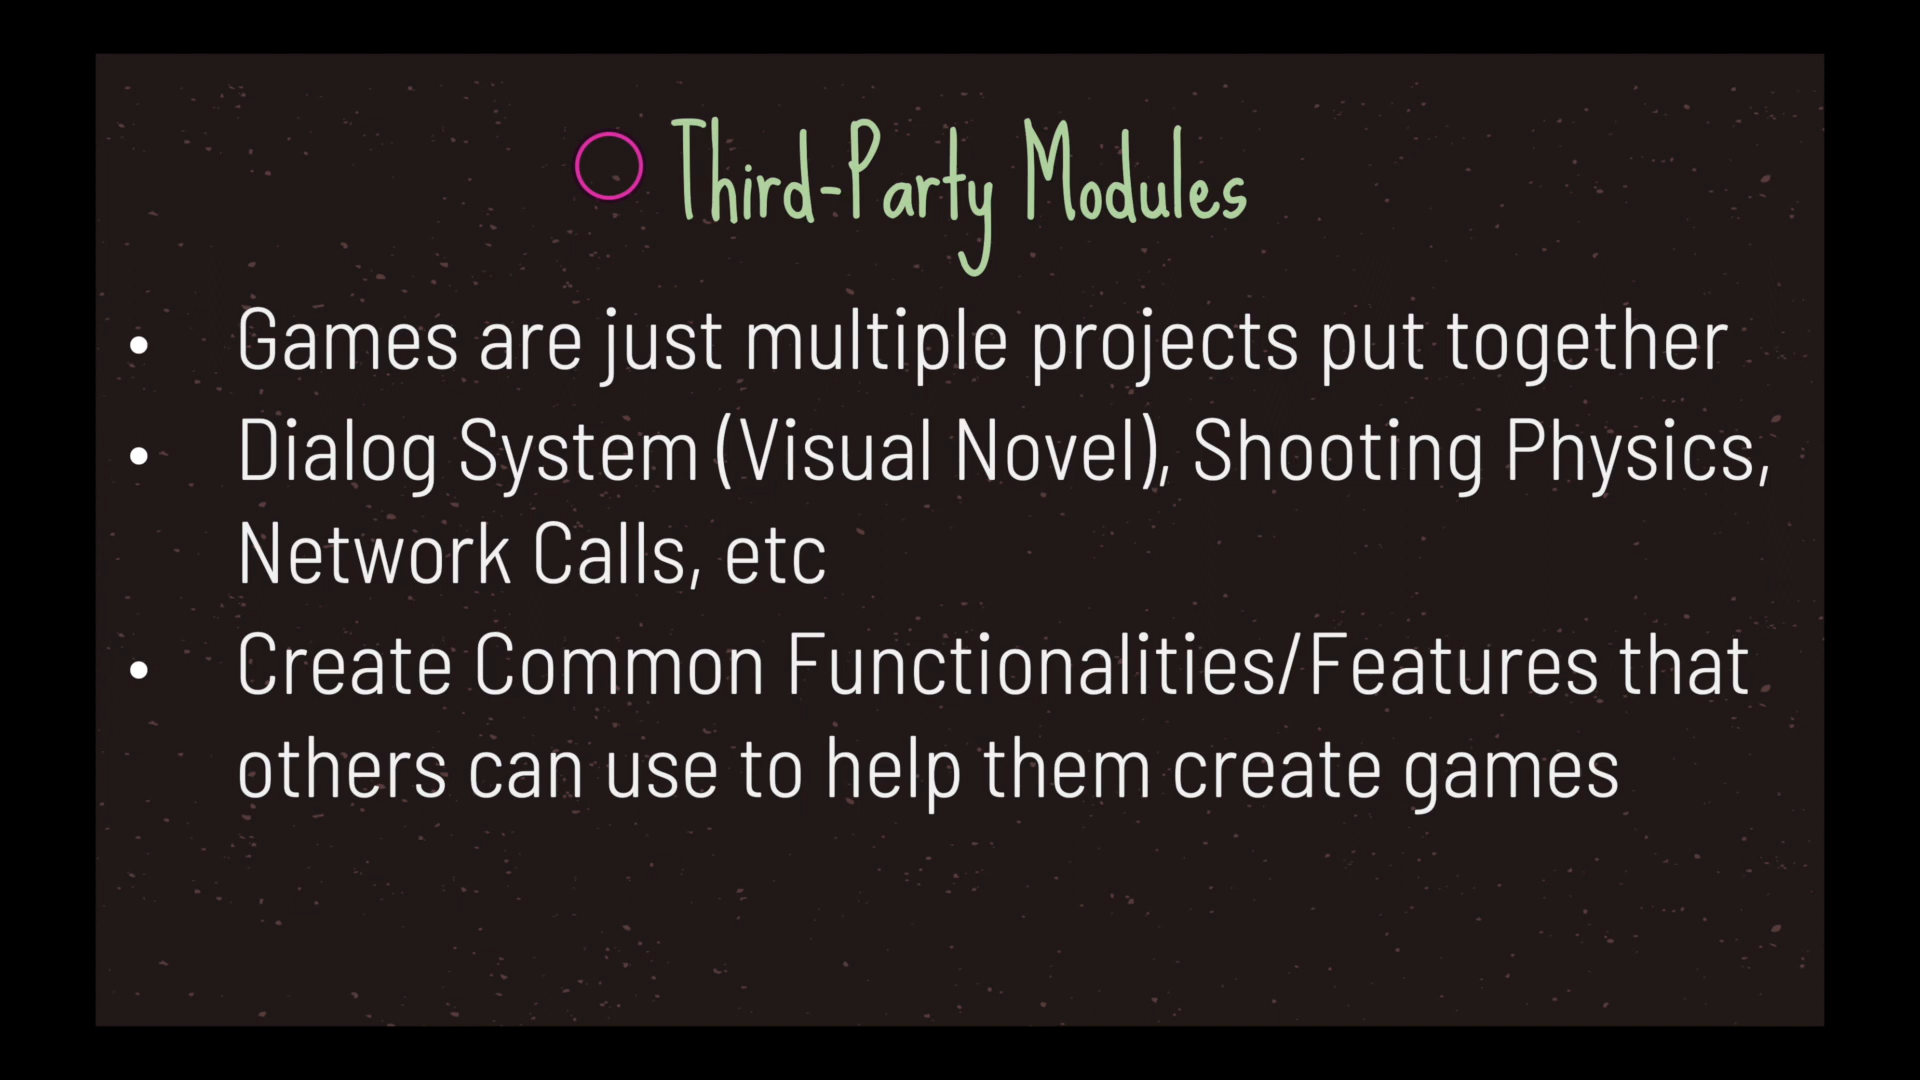 Third-Party Modules
• Games are just multiple projects put together
• Dialog System (Visual Novel), Shooting Physics,
Network Calls, etc
• Create Common Functionalities/Features that
others can use to help them create games